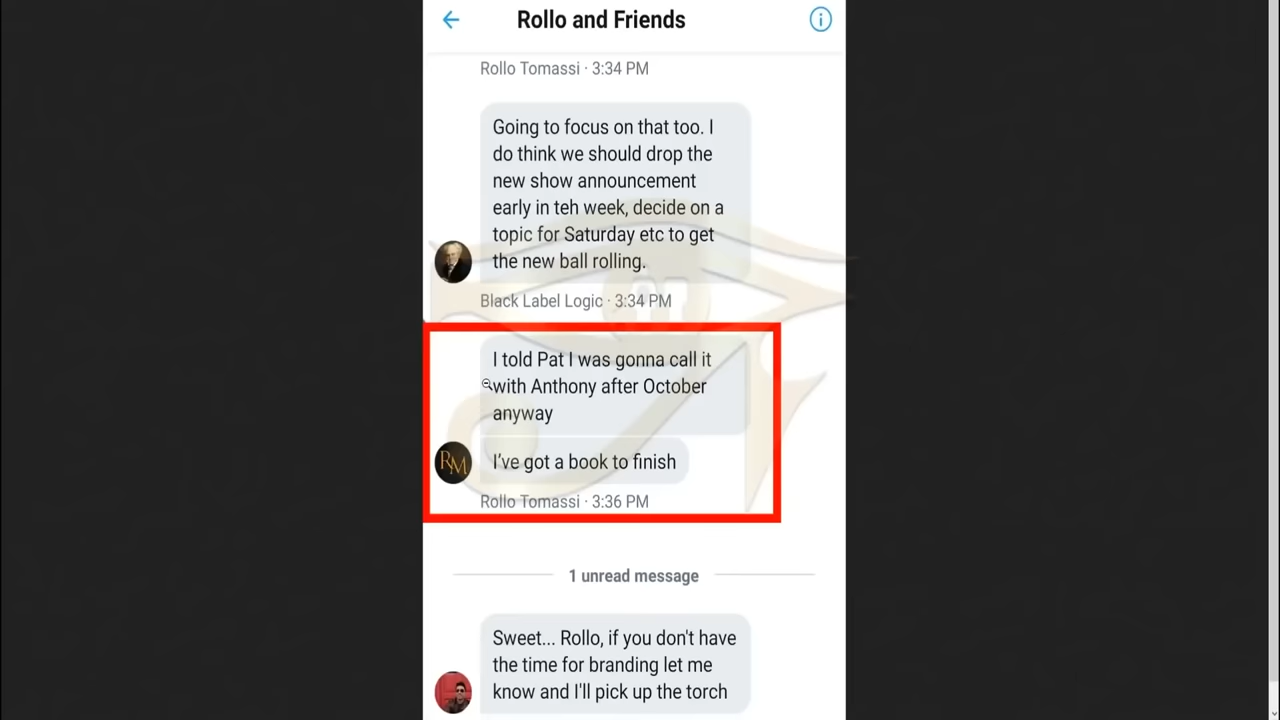 Rollo and Friends
Rollo Tomassi · 3:34 PM
Going to focus on that too. I
do think we should drop the
new show announcement
early in teh week, decide on a
topic for Saturday etc to get
the new ball rolling.
Black Label Logic · 3:34 PM
I told Pat I was gonna call it
with Anthony after October
anyway
RM
I've got a book to finish
Rollo Tomassi · 3:36 PM
1 unread message
Sweet... Rollo, if you don't have
the time for branding let me
know and I'll pick up the torch